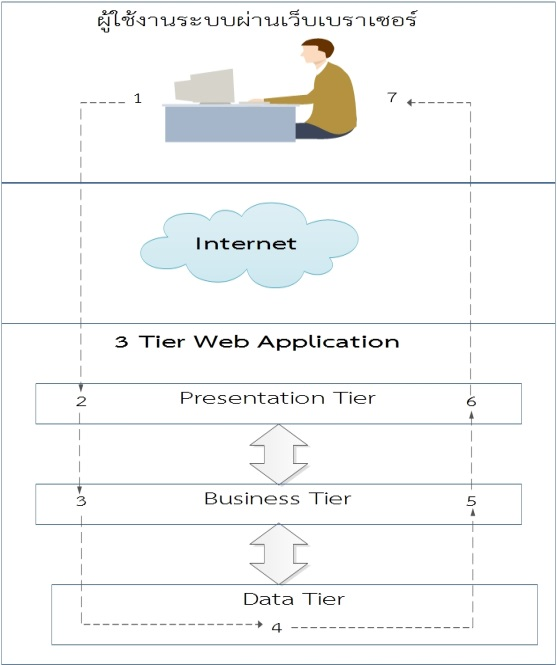 ผู้ใช้งานระบบผ่านเว็บเบราเซอร์
1 7
Internet
3 Tier Web Application
2 Presentation Tier 6
3 Business Tier 5
Data Tier
4